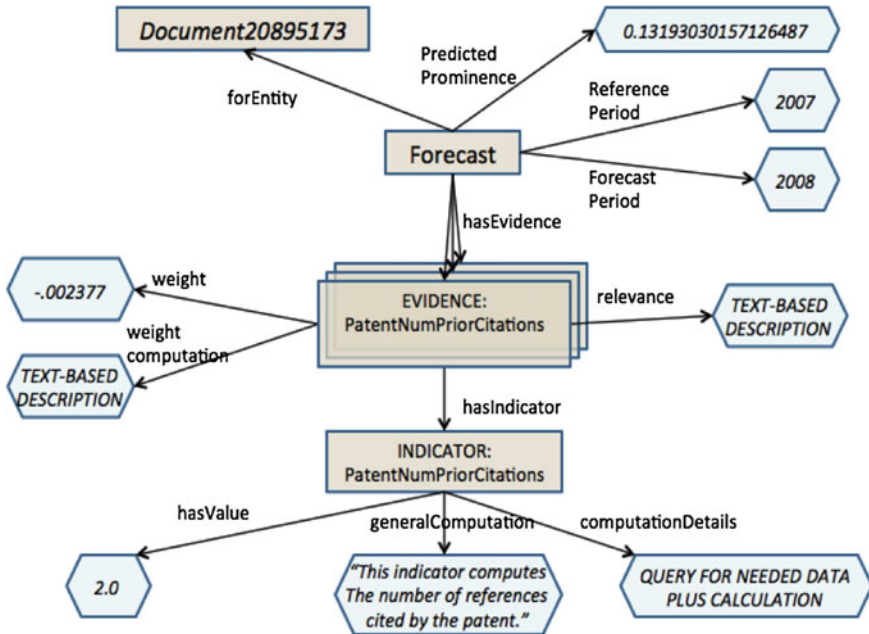 Document20895173
0.13193030157126487
Predicted
Prominence
forEntity
Reference
Period
2007
Forecast
Forecast
Period
2008
hasEvidence
-.002377
weight
EVIDENCE:
PatentNumPriorCitations
relevance
TEXT-BASED
DESCRIPTION
weight
computation
TEXT-BASED
DESCRIPTION
hasIndicator
INDICATOR:
PatentNumPriorCitations
hasValue
generalComputation
computationDetails
2.0
“This indicator computes
The number of references
cited by the patent.”
QUERY FOR NEEDED DATA
PLUS CALCULATION